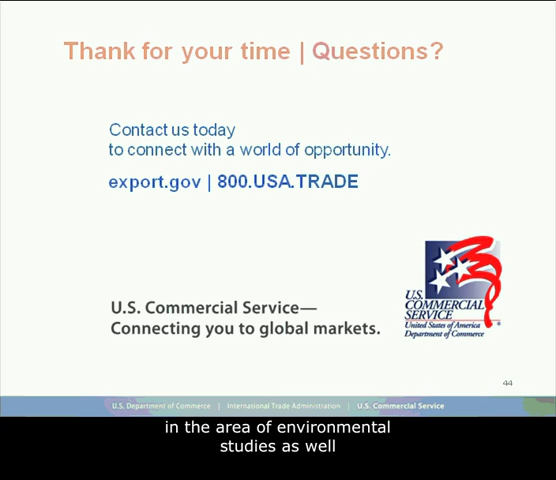 Thank for your time | Questions?
Contact us today
to connect with a world of opportunity.
export.gov | 800.USA.TRADE
U.S. Commercial Service—
Connecting you to global markets.
U.S.
COMMERCIAL
SERVICE
United States of America
Department of Commerce
44
U.S. Department of Commerce | International Trade Administration | U.S. Commercial Service
in the area of environmental
studies as well